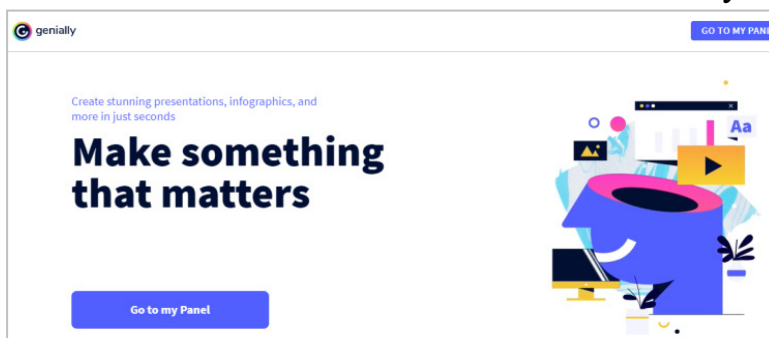 genially
GO TO MY PANEL
Create stunning presentations, infographics, and
more in just seconds
Make something
that matters
Aa
Go to my Panel